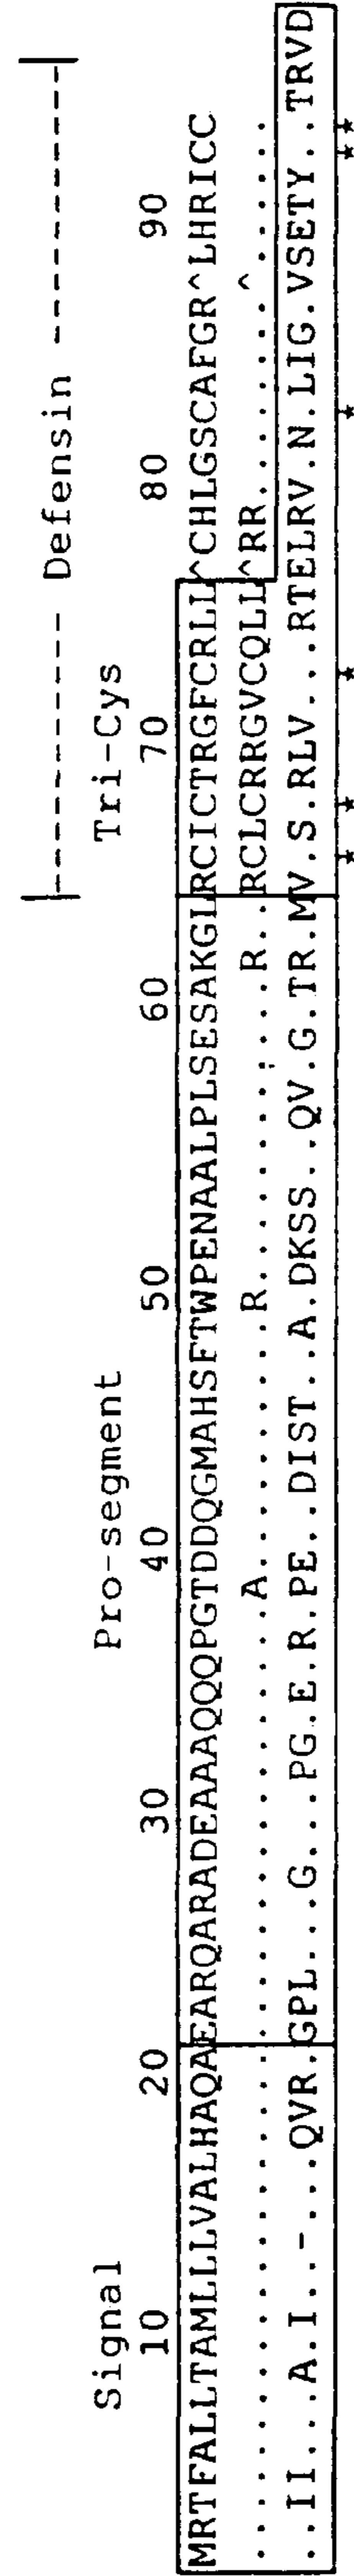 |------- Defensin -----------|
Signal Pro-segment Tri-Cys
10 20 30 40 50 60 70 80 90
MRTFALLTAMLLLVALHAQAEARQARADEAAAQQQPGTDDQGMAHSFTWPENAALPLSESAKGLRCICTRGFCRLL^CHLGSCAFGR^LHRICC
.....................................A..........R............R..RCLCRRGVCQLL^RR........^......
..II...A.I..-...QVR.GPL...G...PG.E.R.PE..DIST..A.DKSS..QV.G.TR.MV.S.RLV...RTELRV.N.LIG.VSETY..TRVD
* * * * * *